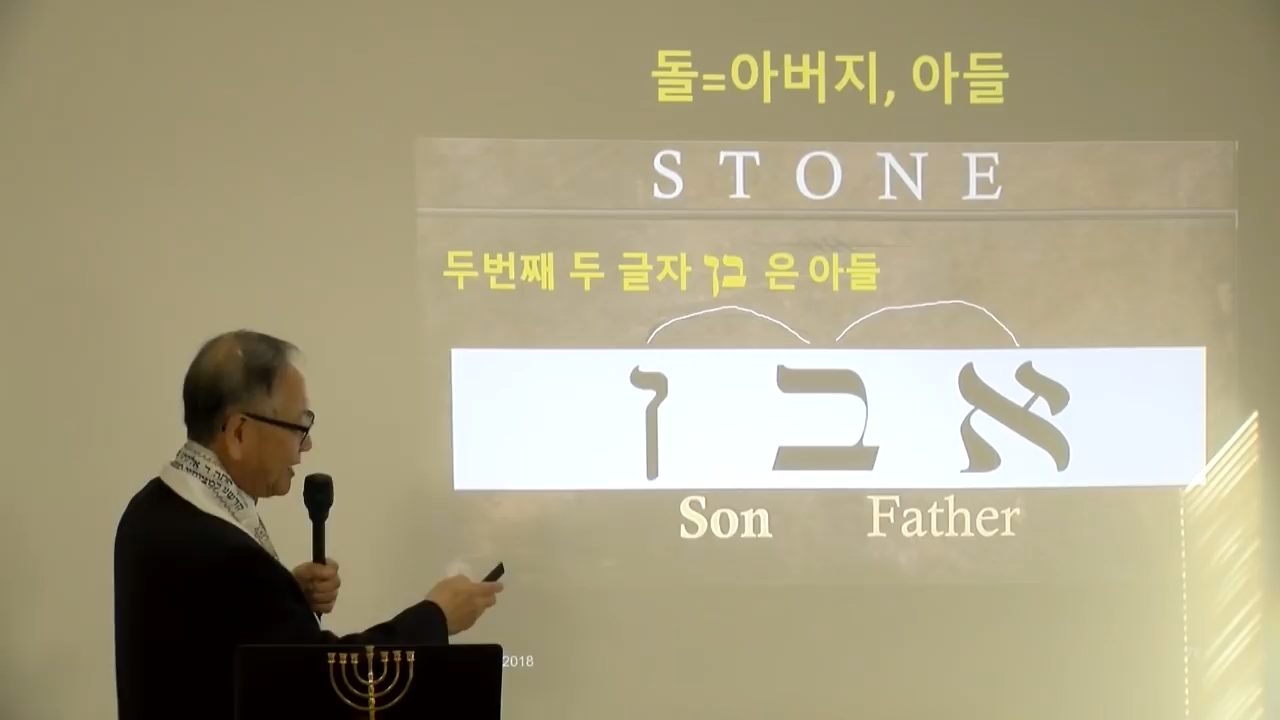 돌=아버지, 아들
STONE
두번째 두 글자 בן 은 아들
אבן
Son Father
2018